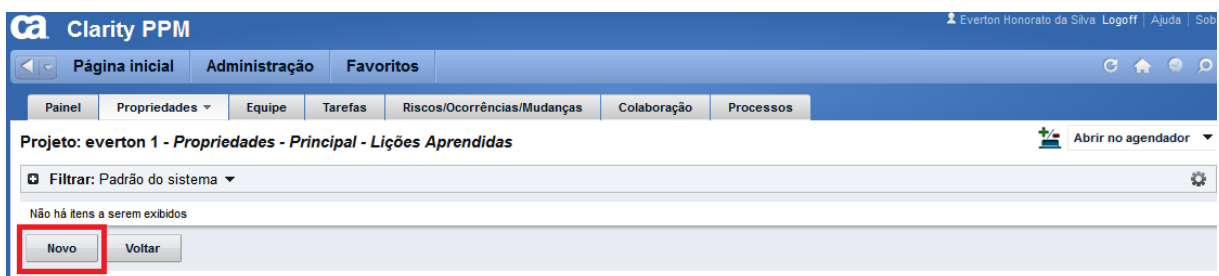 ca Clarity PPM
Everton Honorato da Silva Logoff Ajuda Sob
Página inicial Administração Favoritos
Painel Propriedades Equipe Tarefas Riscos/Ocorrências/Mudanças Colaboração Processos
Projeto: everton 1 - Propriedades - Principal - Lições Aprendidas
Abrir no agendador
Filtrar: Padrão do sistema
Não há itens a serem exibidos
Novo Voltar